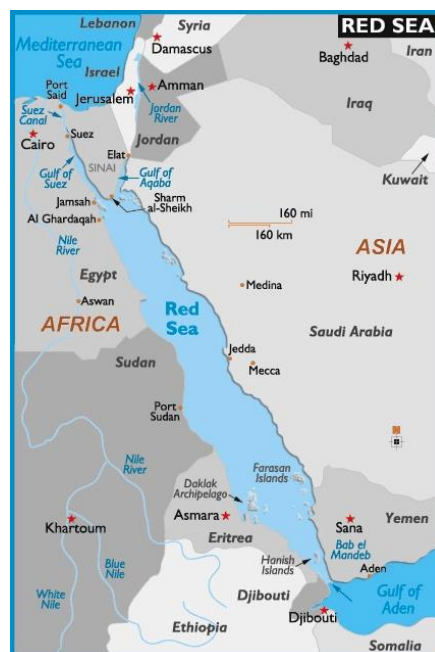 RED SEA
Lebanon
Syria
Mediterranean
Sea
Damascus
Baghdad
Iran
Israel
Port
Said
Amman
Jerusalem
Suez
Canal
Jordan
River
Iraq
Cairo
Suez
Jordan
Elat
SINAI
Kuwait
Gulf of
Suez
Gulf of
Aqaba
Jamsah
Sharm
al-Sheikh
Al Ghardaqah
160 mi
160 km
Nile
River
ASIA
Egypt
Medina
Riyadh
Aswan
Red
Sea
AFRICA
Saudi Arabia
Sudan
Jedda
Mecca
Port
Sudan
N
Nile
River
Farasan
Islands
Daklak
Archipelago
Khartoum
Asmara
Sana
Yemen
Eritrea
Bab el
Mandeb
Blue
Nile
Hanish
Islands
Aden
White
Nile
Gulf of
Aden
Djibouti
Djibouti
Ethiopia
Somalia